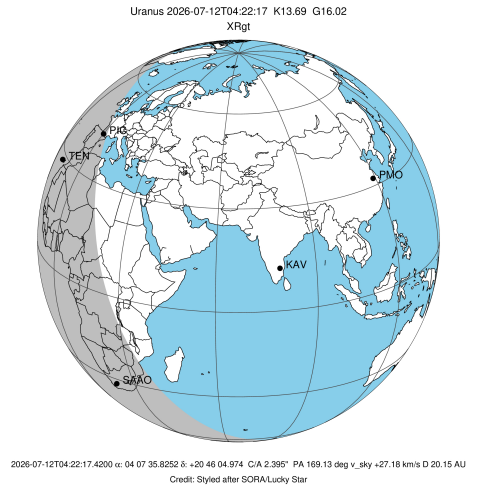 Uranus 2026-07-12T04:22:17 K13.69 G16.02
XRgt
PIC
TEN
PMO
KAV
SAAO
2026-07-12T04:22:17.4200 α: 04 07 35.8252 δ: +20 46 04.974 C/A 2.395" PA 169.13 deg v_sky +27.18 km/s D 20.15 AU
Credit: Styled after SORA/Lucky Star